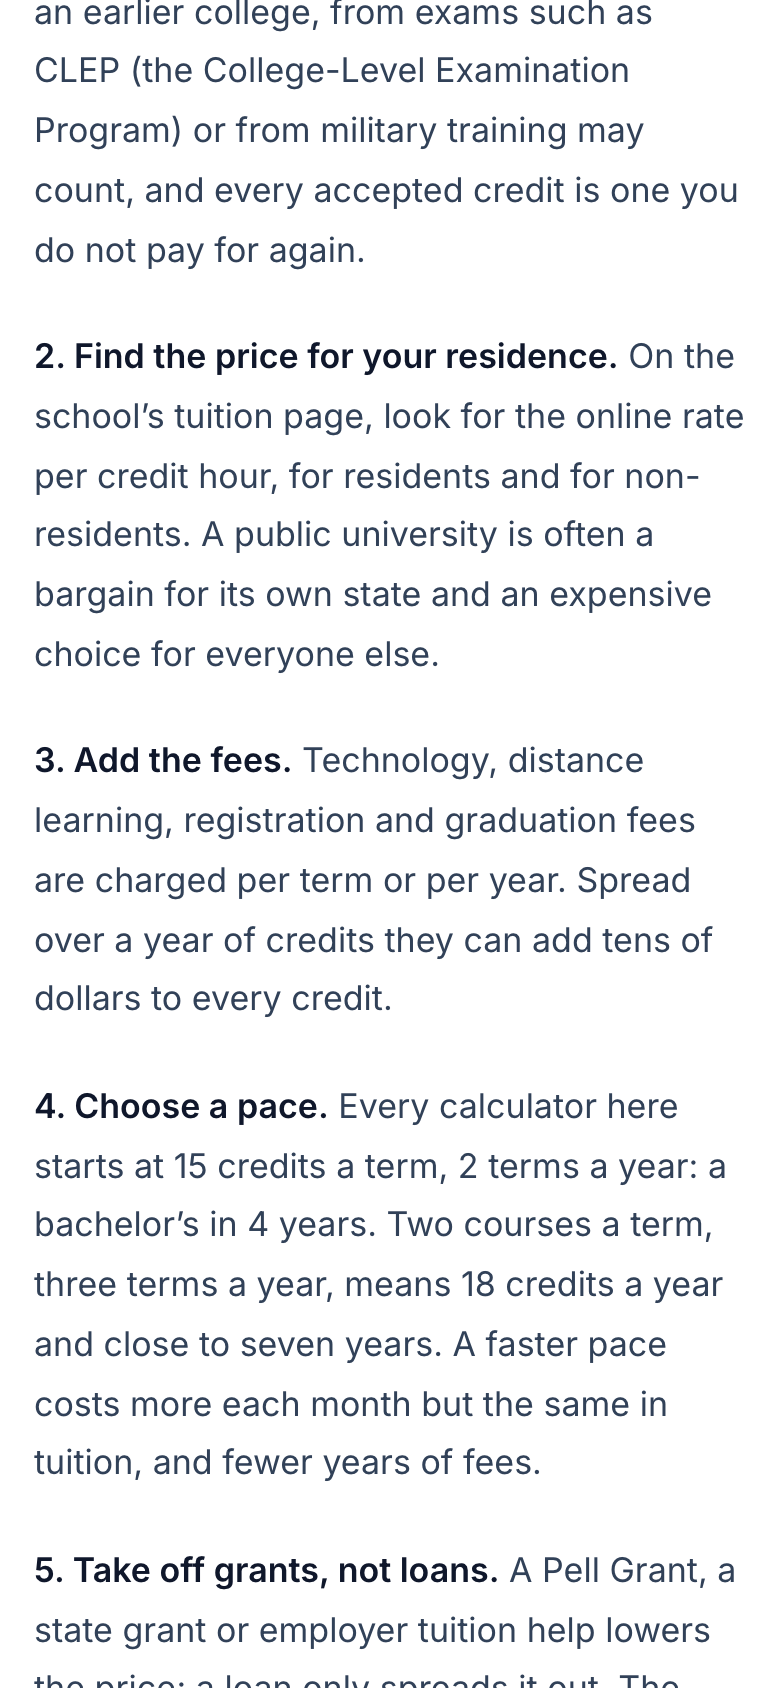 an earlier college, from exams such as
CLEP (the College-Level Examination
Program) or from military training may
count, and every accepted credit is one you
do not pay for again.
2. Find the price for your residence. On the
school’s tuition page, look for the online rate
per credit hour, for residents and for non-
residents. A public university is often a
bargain for its own state and an expensive
choice for everyone else.
3. Add the fees. Technology, distance
learning, registration and graduation fees
are charged per term or per year. Spread
over a year of credits they can add tens of
dollars to every credit.
4. Choose a pace. Every calculator here
starts at 15 credits a term, 2 terms a year: a
bachelor’s in 4 years. Two courses a term,
three terms a year, means 18 credits a year
and close to seven years. A faster pace
costs more each month but the same in
tuition, and fewer years of fees.
5. Take off grants, not loans. A Pell Grant, a
state grant or employer tuition help lowers
the price; a loan only spreads it out. The